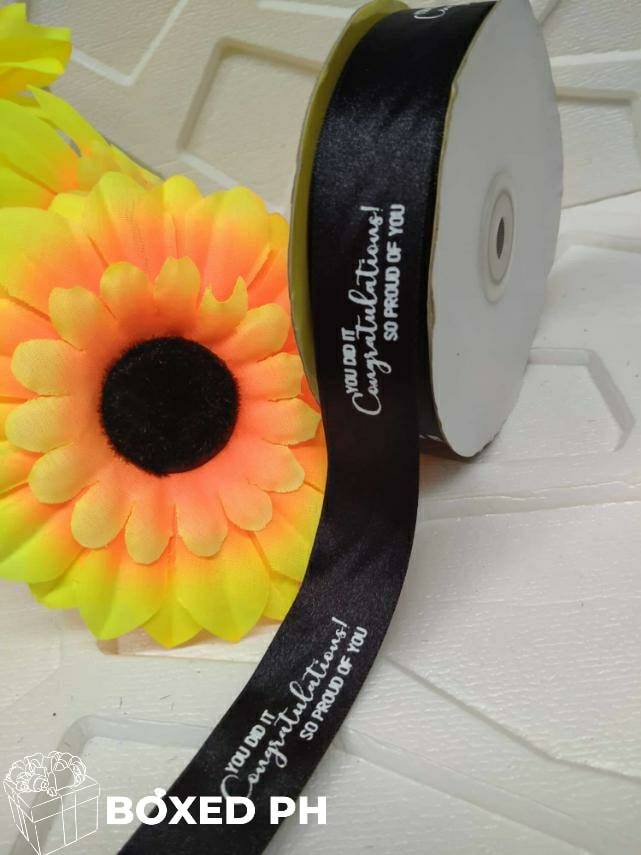 YOU DID IT
Congratulations!
SO PROUD OF YOU
YOU DID IT
Congratulations!
SO PROUD OF YOU
BOXED PH